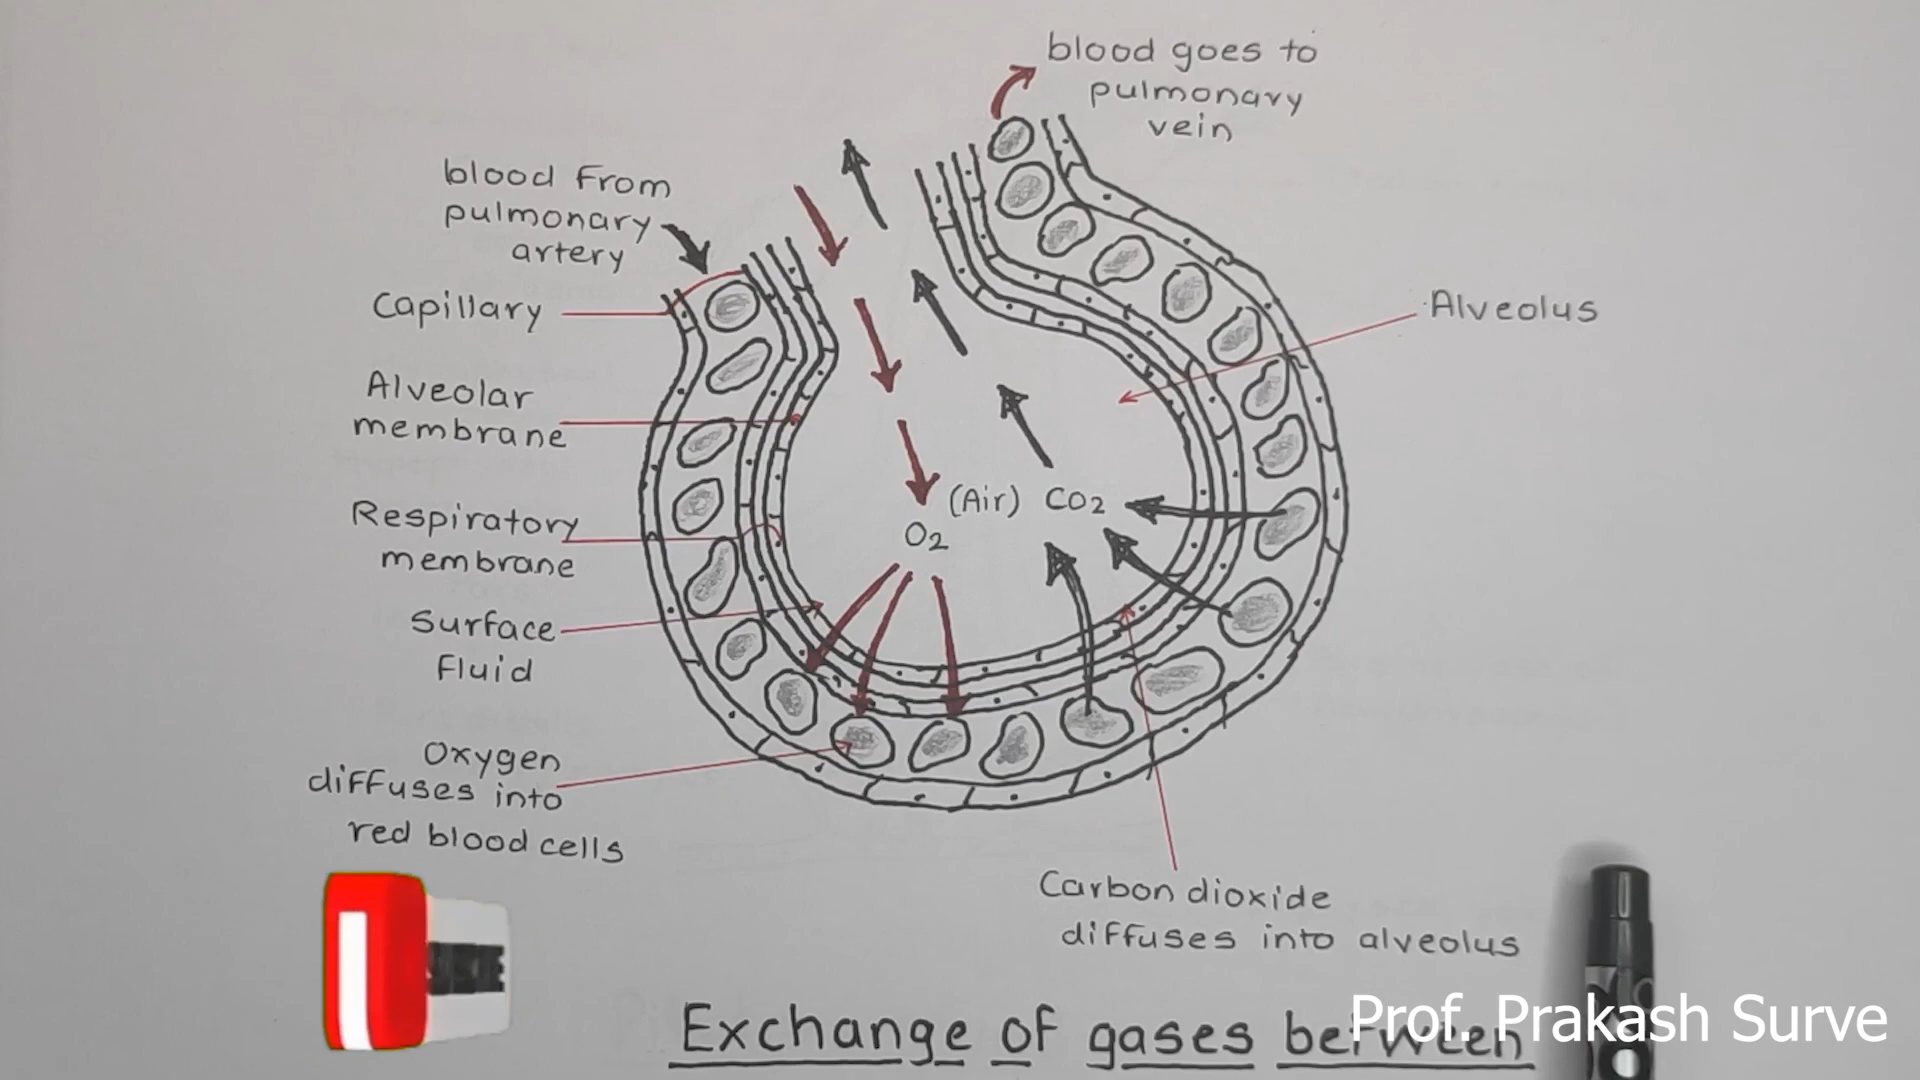 blood goes to
pulmonary
vein
blood from
pulmonary
artery
Capillary
Alveolus
Alveolar
membrane
Respiratory
membrane
(Air) CO2
O2
Surface
fluid
Oxygen
diffuses into
red blood cells
Carbon dioxide
diffuses into alveolus
Exchange of gases between
Prof. Prakash Surve